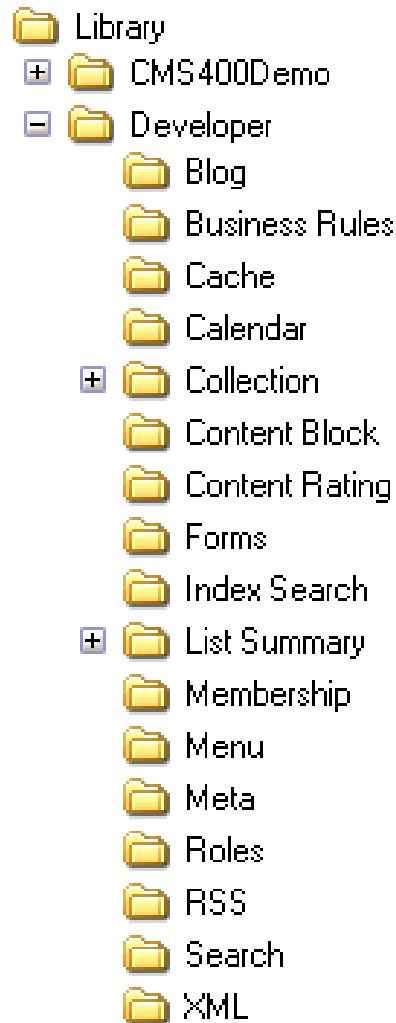 Library
CMS400Demo
Developer
Blog
Business Rules
Cache
Calendar
Collection
Content Block
Content Rating
Forms
Index Search
List Summary
Membership
Menu
Meta
Roles
RSS
Search
XML